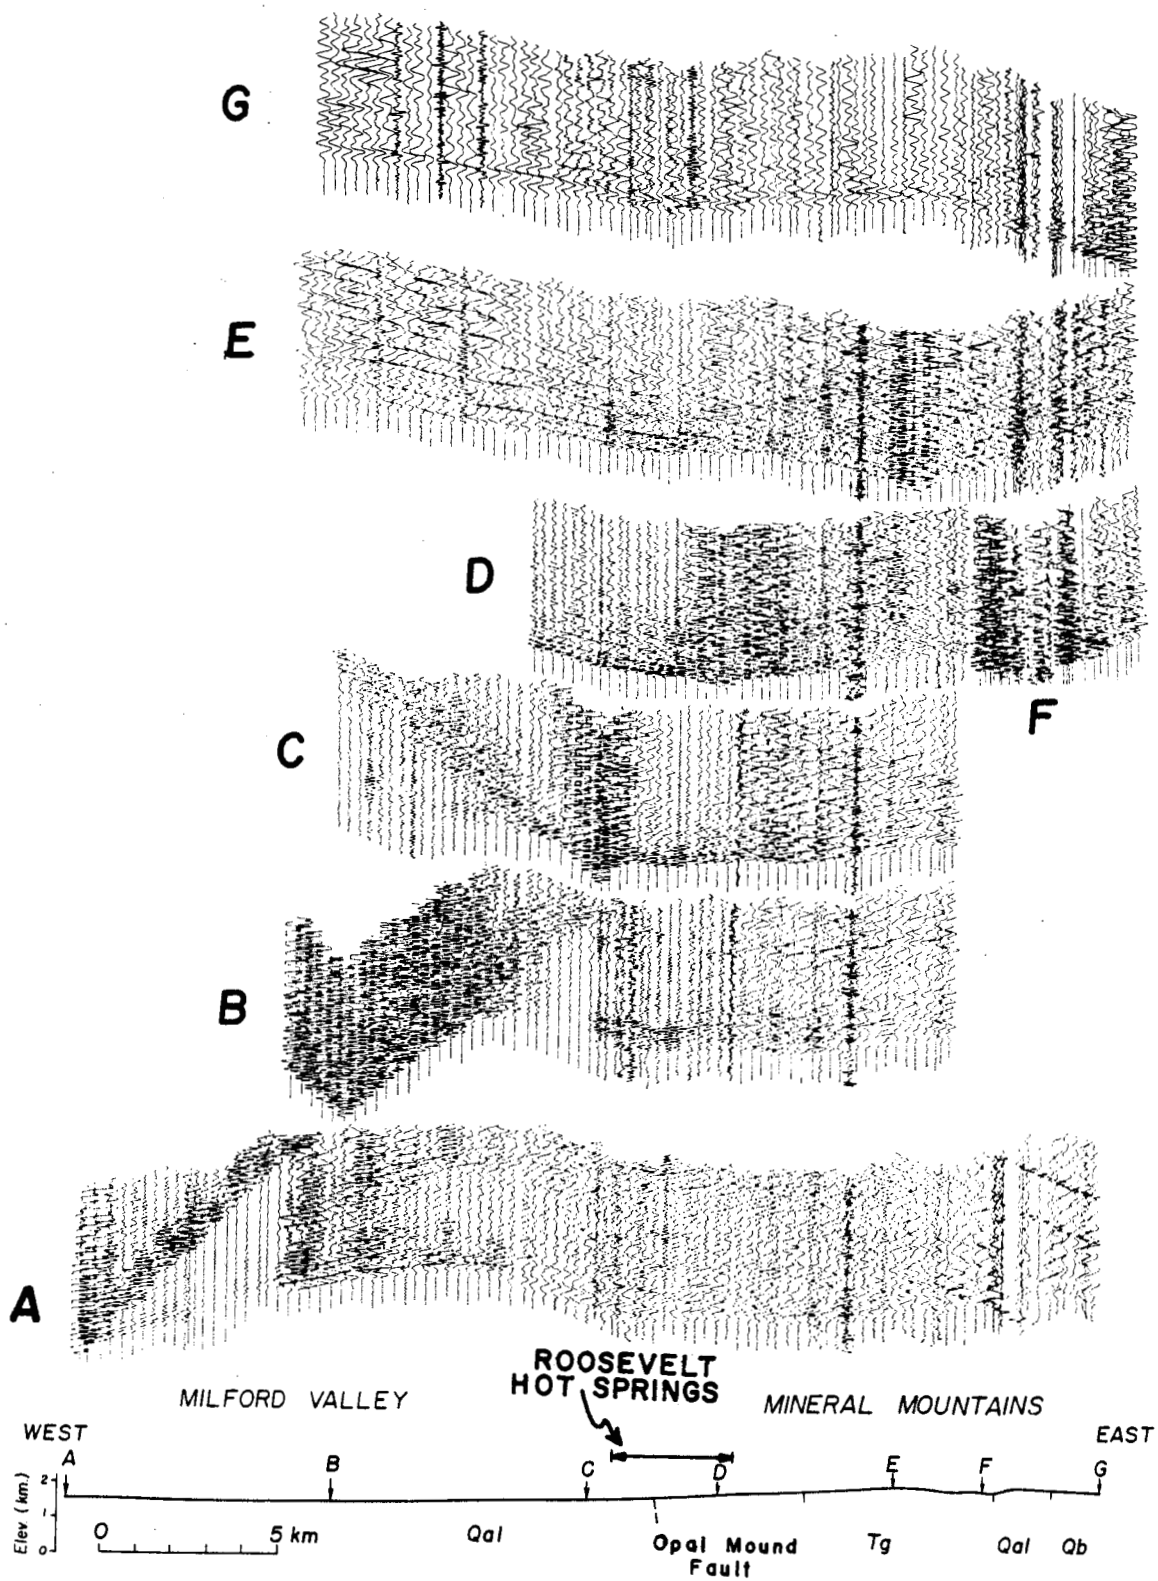 G
E
D
F
C
B
A
ROOSEVELT
HOT SPRINGS
MILFORD VALLEY
MINERAL MOUNTAINS
WEST
EAST
A B C D E F G
Elev. (km.)
2
1
0
0 5 km
Qal
Opal Mound
Fault
Tg
Qal
Qb